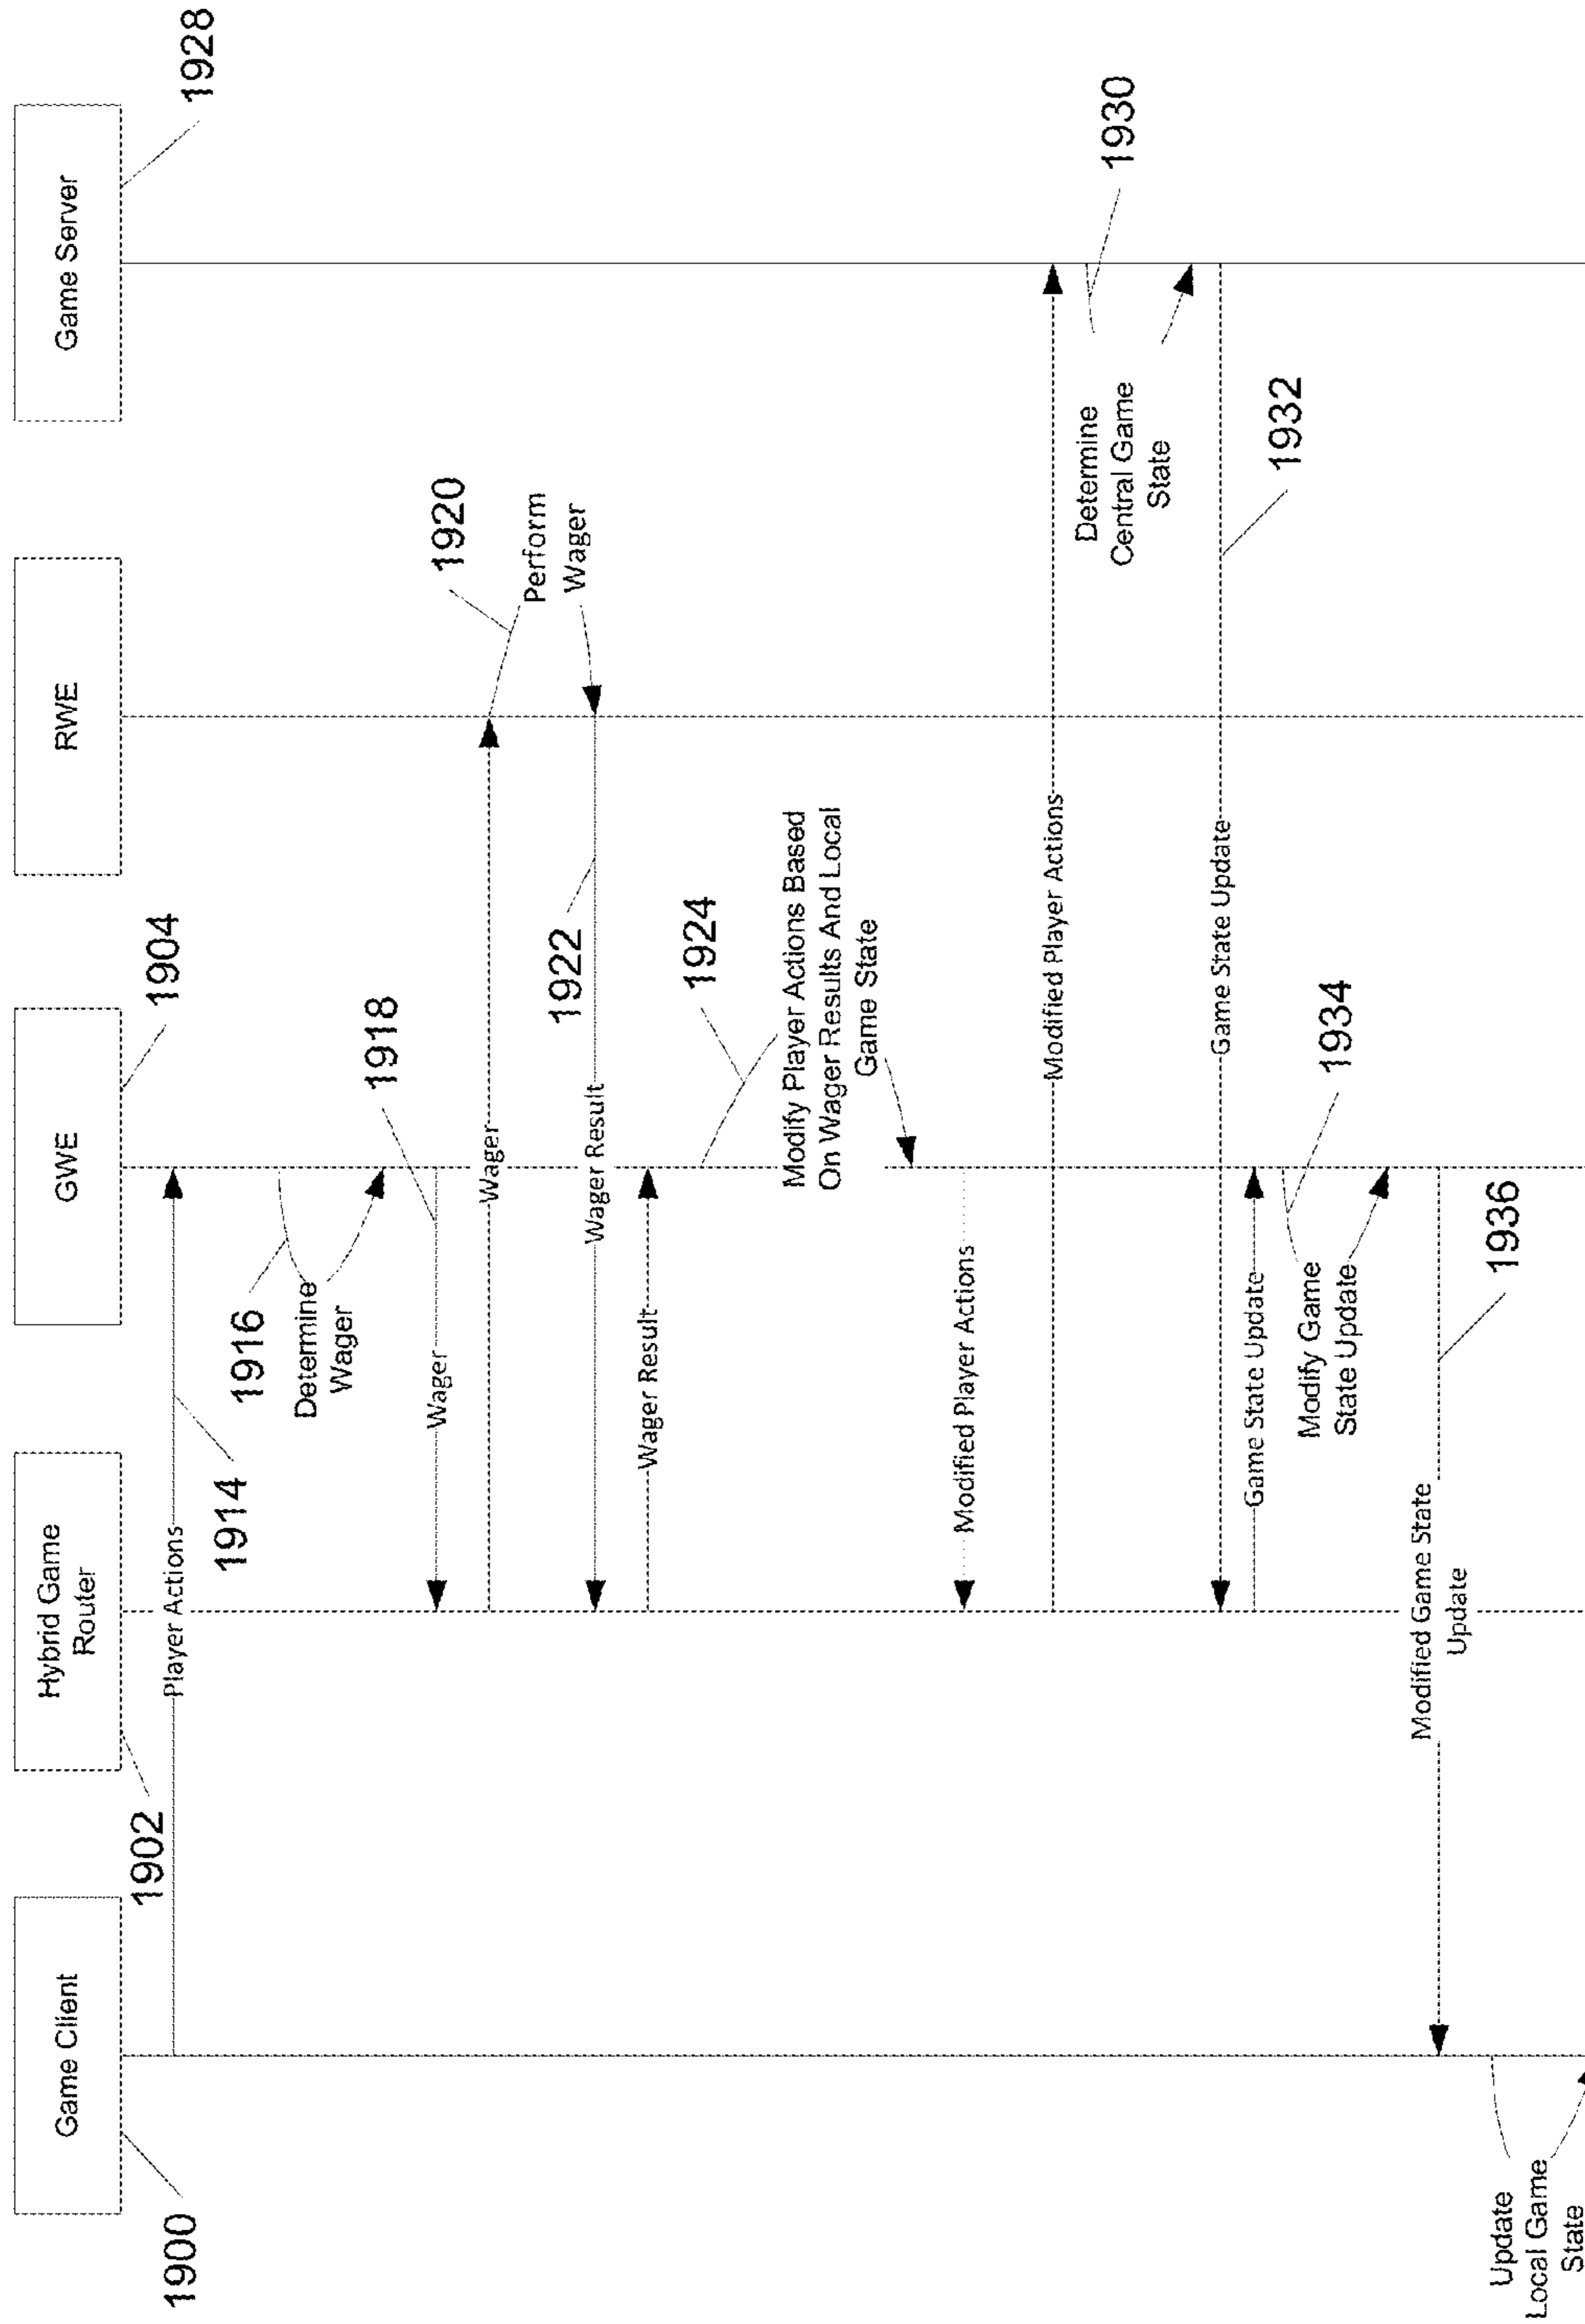 Game Client
Hybrid Game
Router
GWE
RWE
Game Server
1900
1902
1904
1928
Player Actions
1914
1916
Determine
Wager
1918
Wager
Wager
1920
Perform
Wager
1922
Wager Result
Wager Result
1924
Modify Player Actions Based
On Wager Results And Local
Game State
Modified Player Actions
Modified Player Actions
1930
Determine
Central Game
State
1932
Game State Update
Game State Update
1934
Modify Game
State Update
1936
Modified Game State
Update
Update
Local Game
State